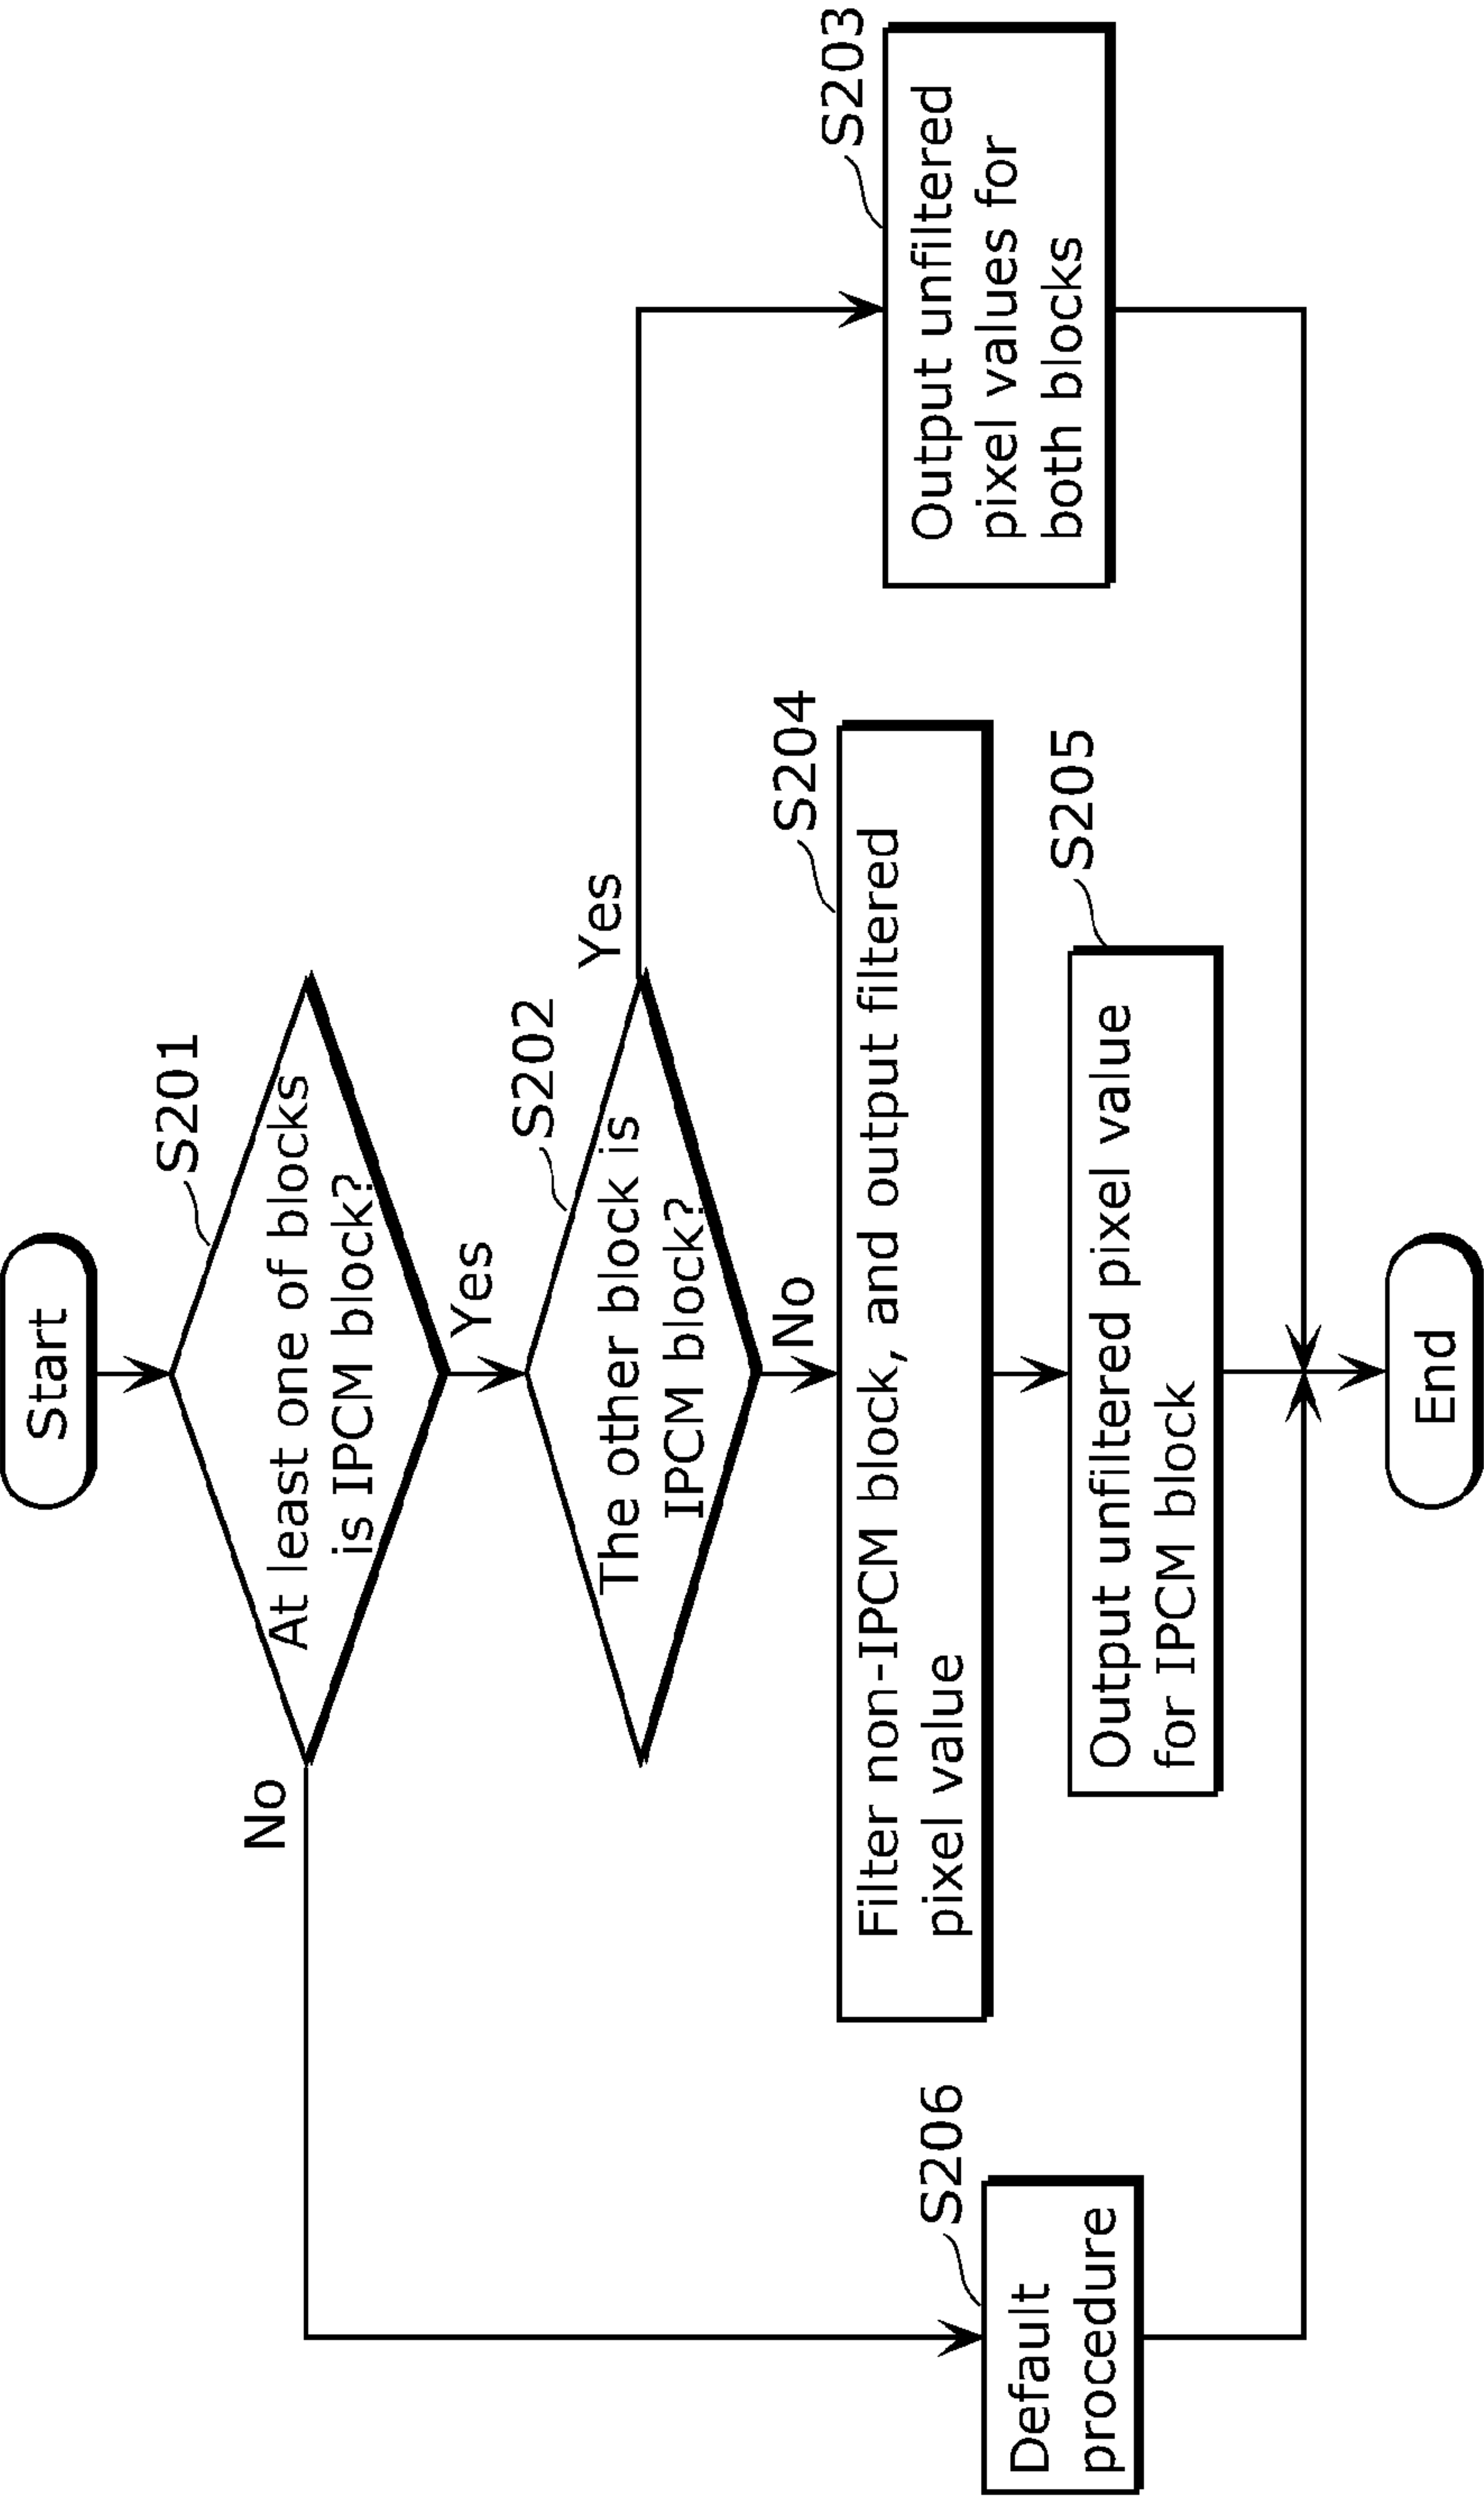 Start
S201
At least one of blocks
is IPCM block?
No
Yes
S202
The other block is
IPCM block?
Yes
No
S203
Output unfiltered
pixel values for
both blocks
S204
Filter non-IPCM block, and output filtered
pixel value
S205
Output unfiltered pixel value
for IPCM block
S206
Default
procedure
End